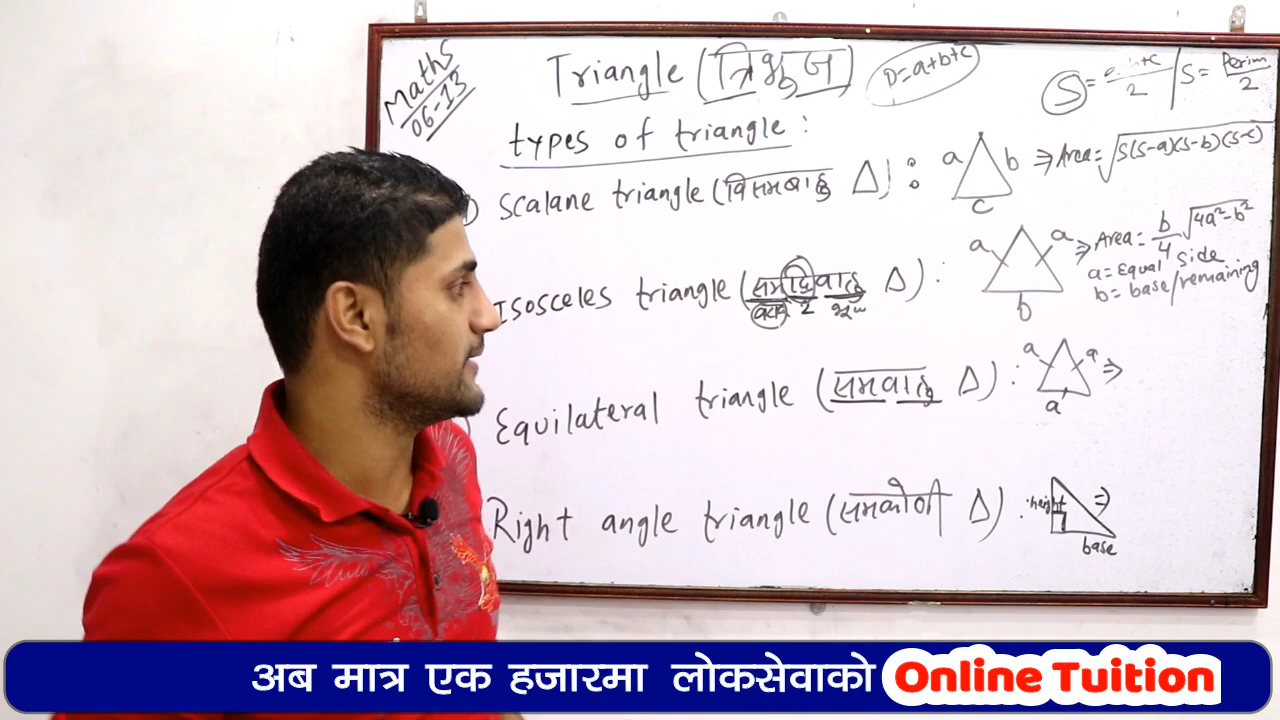 Maths
06-13
Triangle (त्रिभुज)
P=a+b+c
S = a+b+c / 2 | S = Perim / 2
types of triangle :
Scalane triangle (विसमबाहु Δ) :
a b c
⇒ Area = √S(s-a)(s-b)(s-c)
Isosceles triangle (समद्विबाहु Δ) :
2
a a b
⇒ Area = b/4 √4a²-b²
a = Equal side
b = base/remaining
Equilateral triangle (समबाहु Δ) :
a a a ⇒
Right angle triangle (समकोणी Δ) :
height ⇒
base
अब मात्र एक हजारमा लोकसेवाको Online Tuition